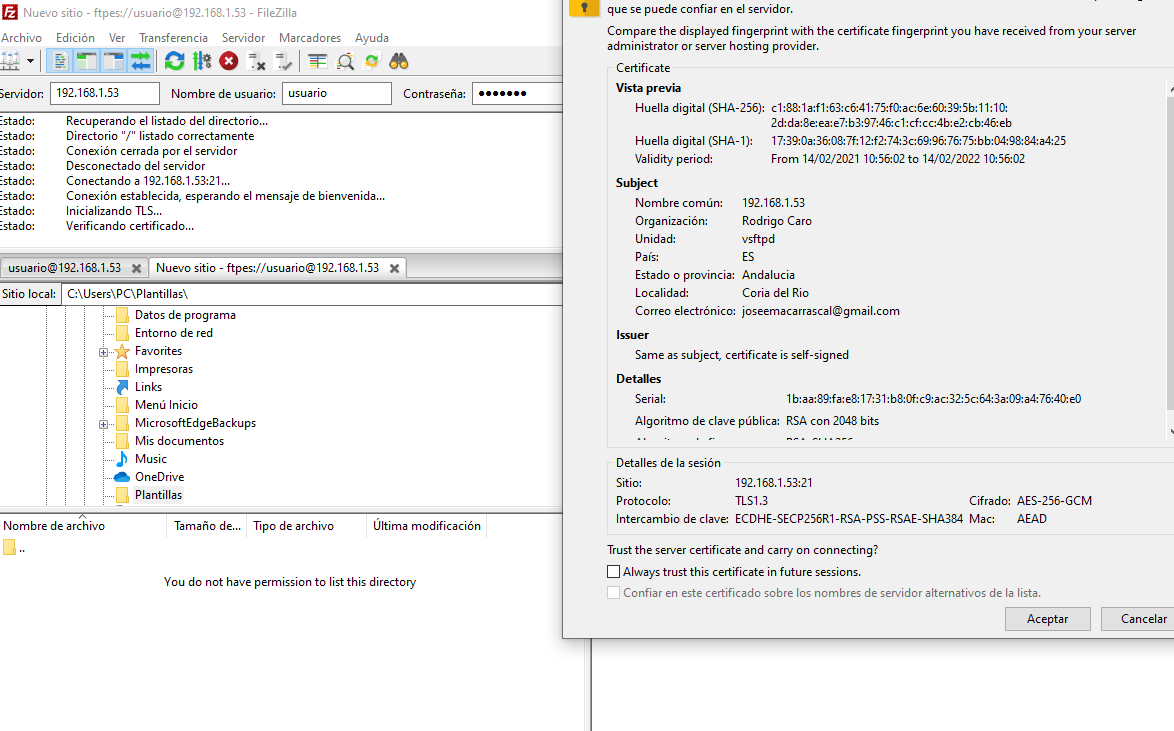 Nuevo sitio - ftpes://usuario@192.168.1.53 - FileZilla
Archivo Edición Ver Transferencia Servidor Marcadores Ayuda
Servidor: 192.168.1.53 Nombre de usuario: usuario Contraseña: ●●●●●●●
Estado: Recuperando el listado del directorio...
Estado: Directorio "/" listado correctamente
Estado: Conexión cerrada por el servidor
Estado: Desconectado del servidor
Estado: Conectando a 192.168.1.53:21...
Estado: Conexión establecida, esperando el mensaje de bienvenida...
Estado: Inicializando TLS...
Estado: Verificando certificado...
usuario@192.168.1.53 Nuevo sitio - ftpes://usuario@192.168.1.53
Sitio local: C:\Users\PC\Plantillas\
Datos de programa
Entorno de red
Favorites
Impresoras
Links
Menú Inicio
MicrosoftEdgeBackups
Mis documentos
Music
OneDrive
Plantillas
Nombre de archivo Tamaño de... Tipo de archivo Última modificación
..
You do not have permission to list this directory
que se puede confiar en el servidor.
Compare the displayed fingerprint with the certificate fingerprint you have received from your server
administrator or server hosting provider.
Certificate
Vista previa
Huella digital (SHA-256): c1:88:1a:f1:63:c6:41:75:f0:ac:6e:60:39:5b:11:10:
2d:da:8e:ea:e7:b3:97:46:c1:cf:cc:4b:e2:cb:46:eb
Huella digital (SHA-1): 17:39:0a:36:08:7f:12:f2:74:3c:69:96:76:75:bb:04:98:84:a4:25
Validity period: From 14/02/2021 10:56:02 to 14/02/2022 10:56:02
Subject
Nombre común: 192.168.1.53
Organización: Rodrigo Caro
Unidad: vsftpd
País: ES
Estado o provincia: Andalucia
Localidad: Coria del Rio
Correo electrónico: joseemacarrascal@gmail.com
Issuer
Same as subject, certificate is self-signed
Detalles
Serial: 1b:aa:89:fa:e8:17:31:b8:0f:c9:ac:32:5c:64:3a:09:a4:76:40:e0
Algoritmo de clave pública: RSA con 2048 bits
Detalles de la sesión
Sitio: 192.168.1.53:21
Protocolo: TLS1.3 Cifrado: AES-256-GCM
Intercambio de clave: ECDHE-SECP256R1-RSA-PSS-RSAE-SHA384 Mac: AEAD
Trust the server certificate and carry on connecting?
Always trust this certificate in future sessions.
Confiar en este certificado sobre los nombres de servidor alternativos de la lista.
Aceptar Cancelar